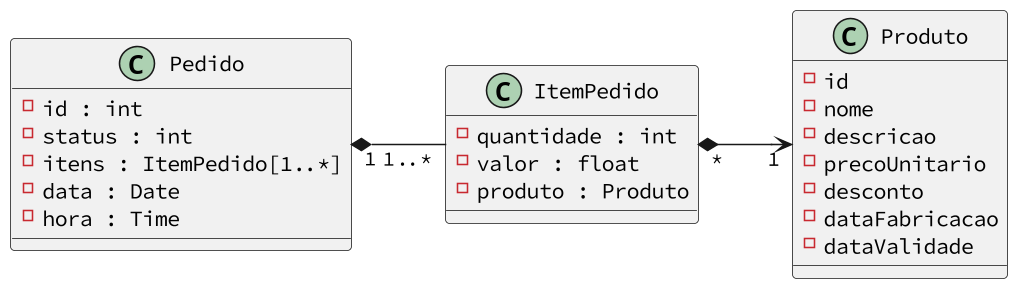 C Pedido
id : int
status : int
itens : ItemPedido[1..*]
data : Date
hora : Time
1 1..*
C ItemPedido
quantidade : int
valor : float
produto : Produto
* 1
C Produto
id
nome
descricao
precoUnitario
desconto
dataFabricacao
dataValidade